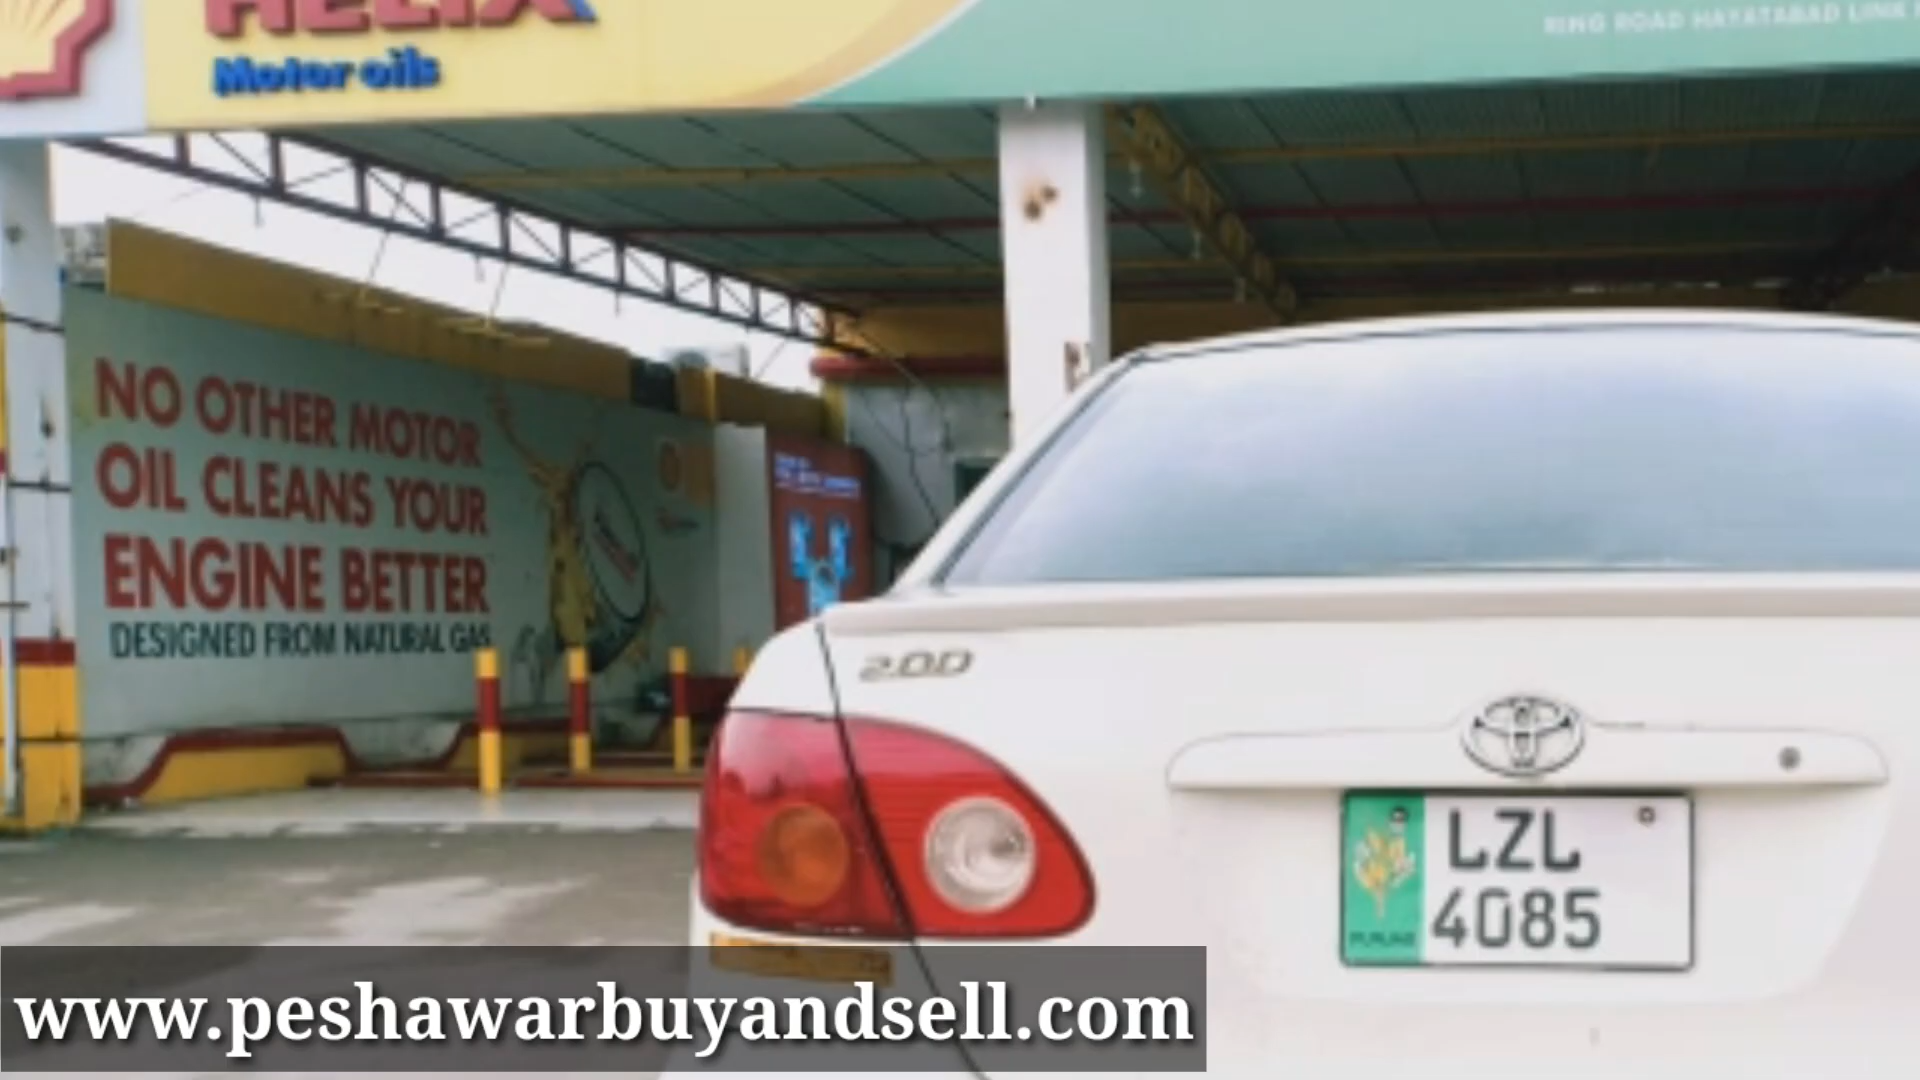 HELIX
Motor oils
RING ROAD HAYATABAD LINK
NO OTHER MOTOR
OIL CLEANS YOUR
ENGINE BETTER
DESIGNED FROM NATURAL GAS
2.0D
LZL
4085
PUNJAB
www.peshawarbuyandsell.com